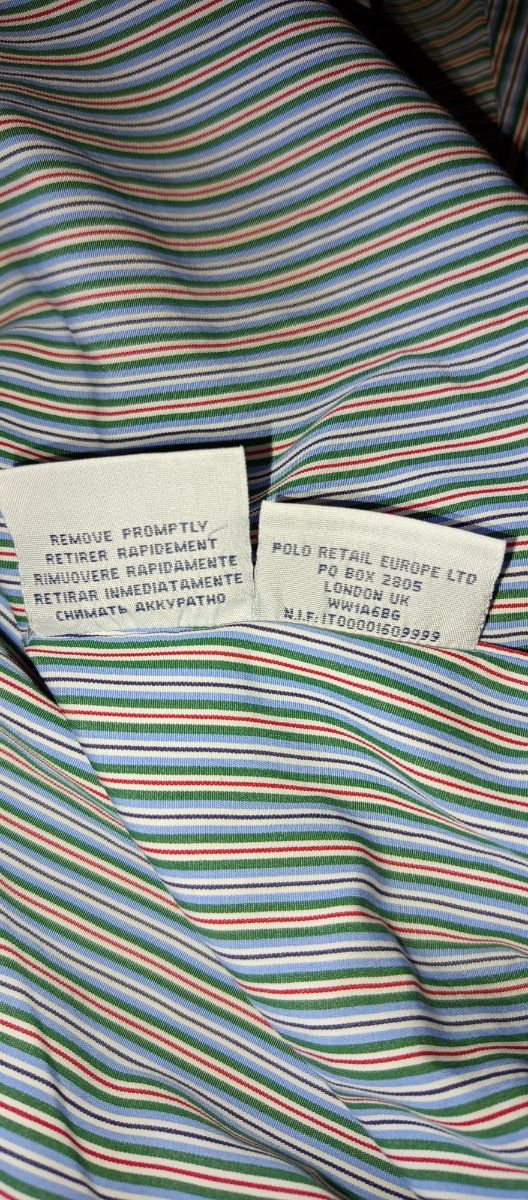 REMOVE PROMPTLY
RETIRER RAPIDEMENT
RIMUOVERE RAPIDAMENTE
RETIRAR INMEDIATAMENTE
СНИМАТЬ АККУРАТНО
POLO RETAIL EUROPE LTD
PO BOX 2805
LONDON UK
WW1A6BG
N.I.F: IT00001609999